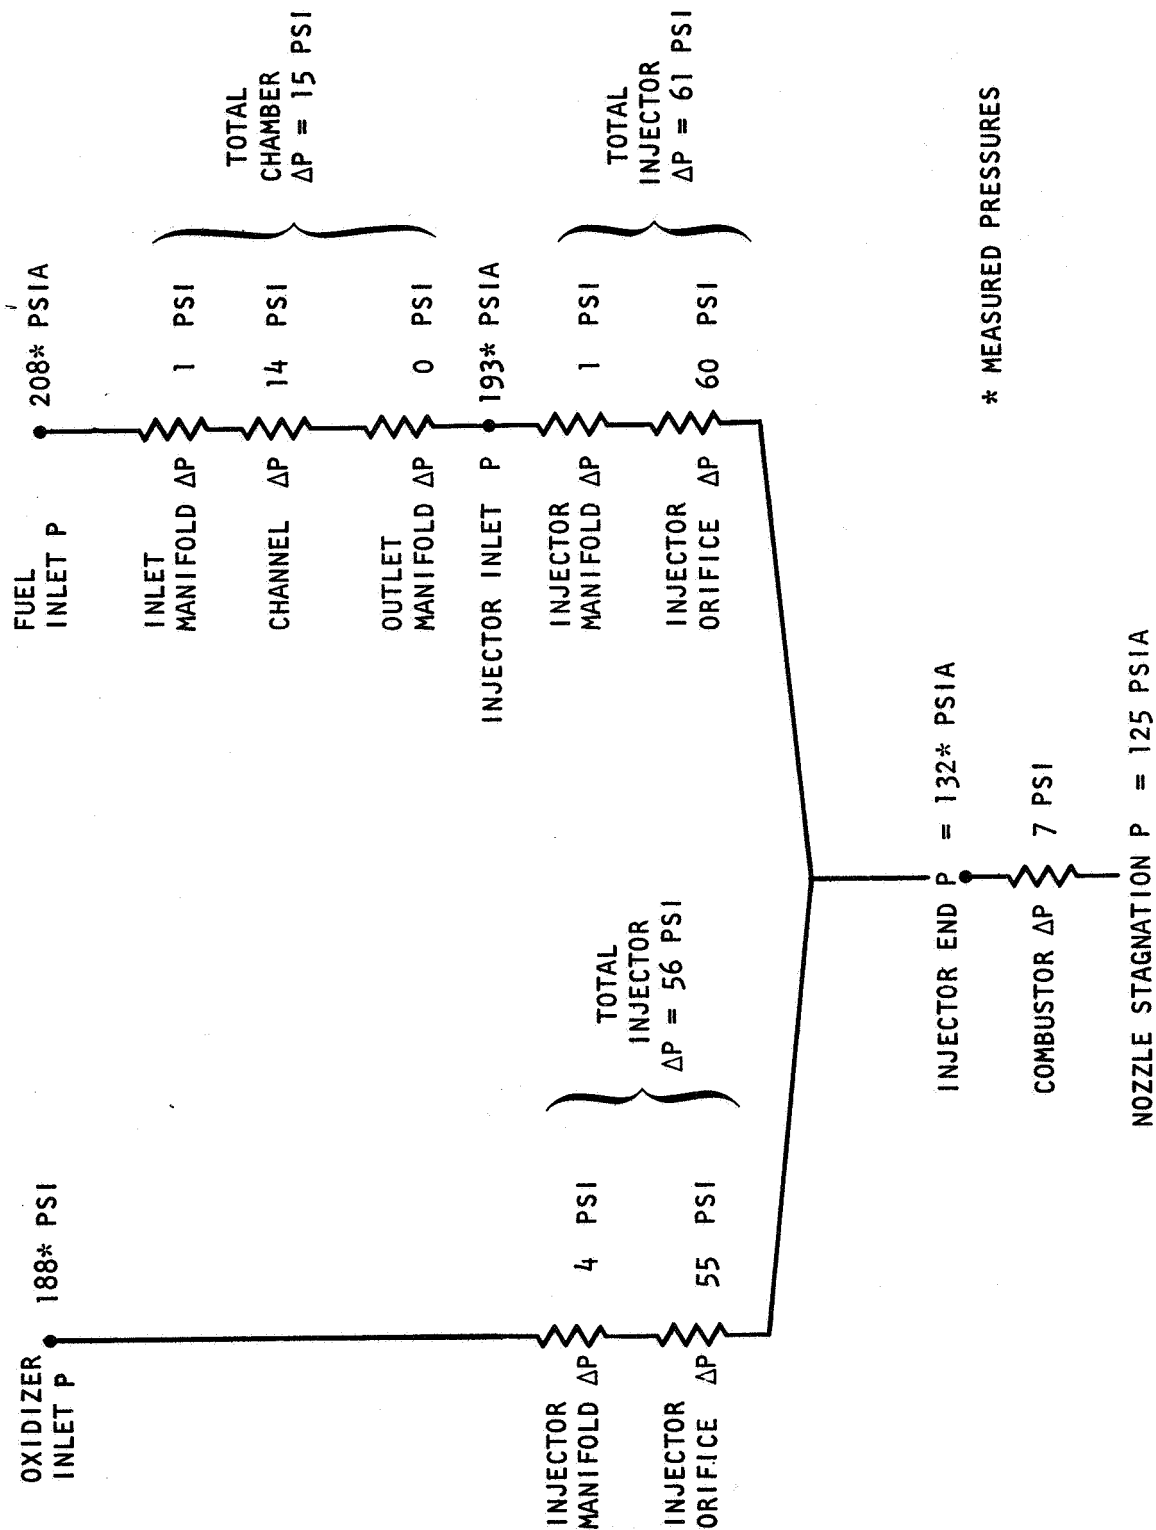 FUEL
INLET P
208* PSIA
INLET
MANIFOLD ΔP
1 PSI
CHANNEL ΔP
14 PSI
OUTLET
MANIFOLD ΔP
0 PSI
TOTAL
CHAMBER
ΔP = 15 PSI
INJECTOR INLET P
193* PSIA
INJECTOR
MANIFOLD ΔP
1 PSI
INJECTOR
ORIFICE ΔP
60 PSI
TOTAL
INJECTOR
ΔP = 61 PSI
OXIDIZER
INLET P
188* PSI
INJECTOR
MANIFOLD ΔP
4 PSI
INJECTOR
ORIFICE ΔP
55 PSI
TOTAL
INJECTOR
ΔP = 56 PSI
INJECTOR END P = 132* PSIA
COMBUSTOR ΔP 7 PSI
NOZZLE STAGNATION P = 125 PSIA
* MEASURED PRESSURES